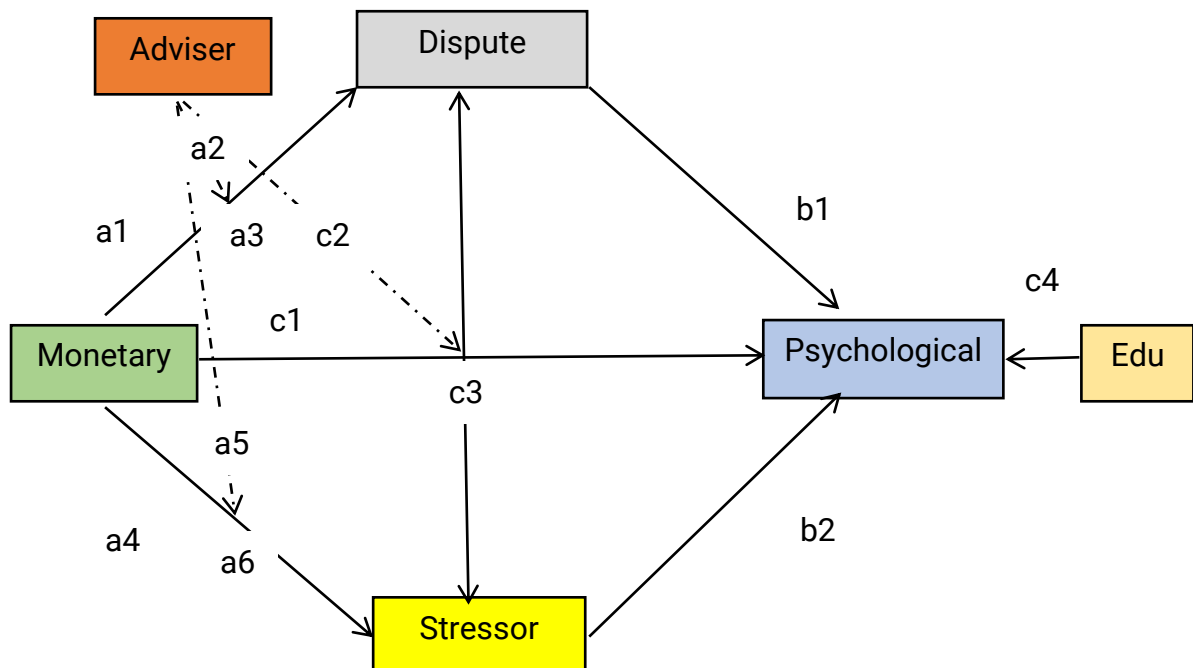 Adviser
Dispute
a2
a1
a3
c2
b1
c4
c1
Monetary
Psychological
Edu
c3
a5
a4
a6
b2
Stressor